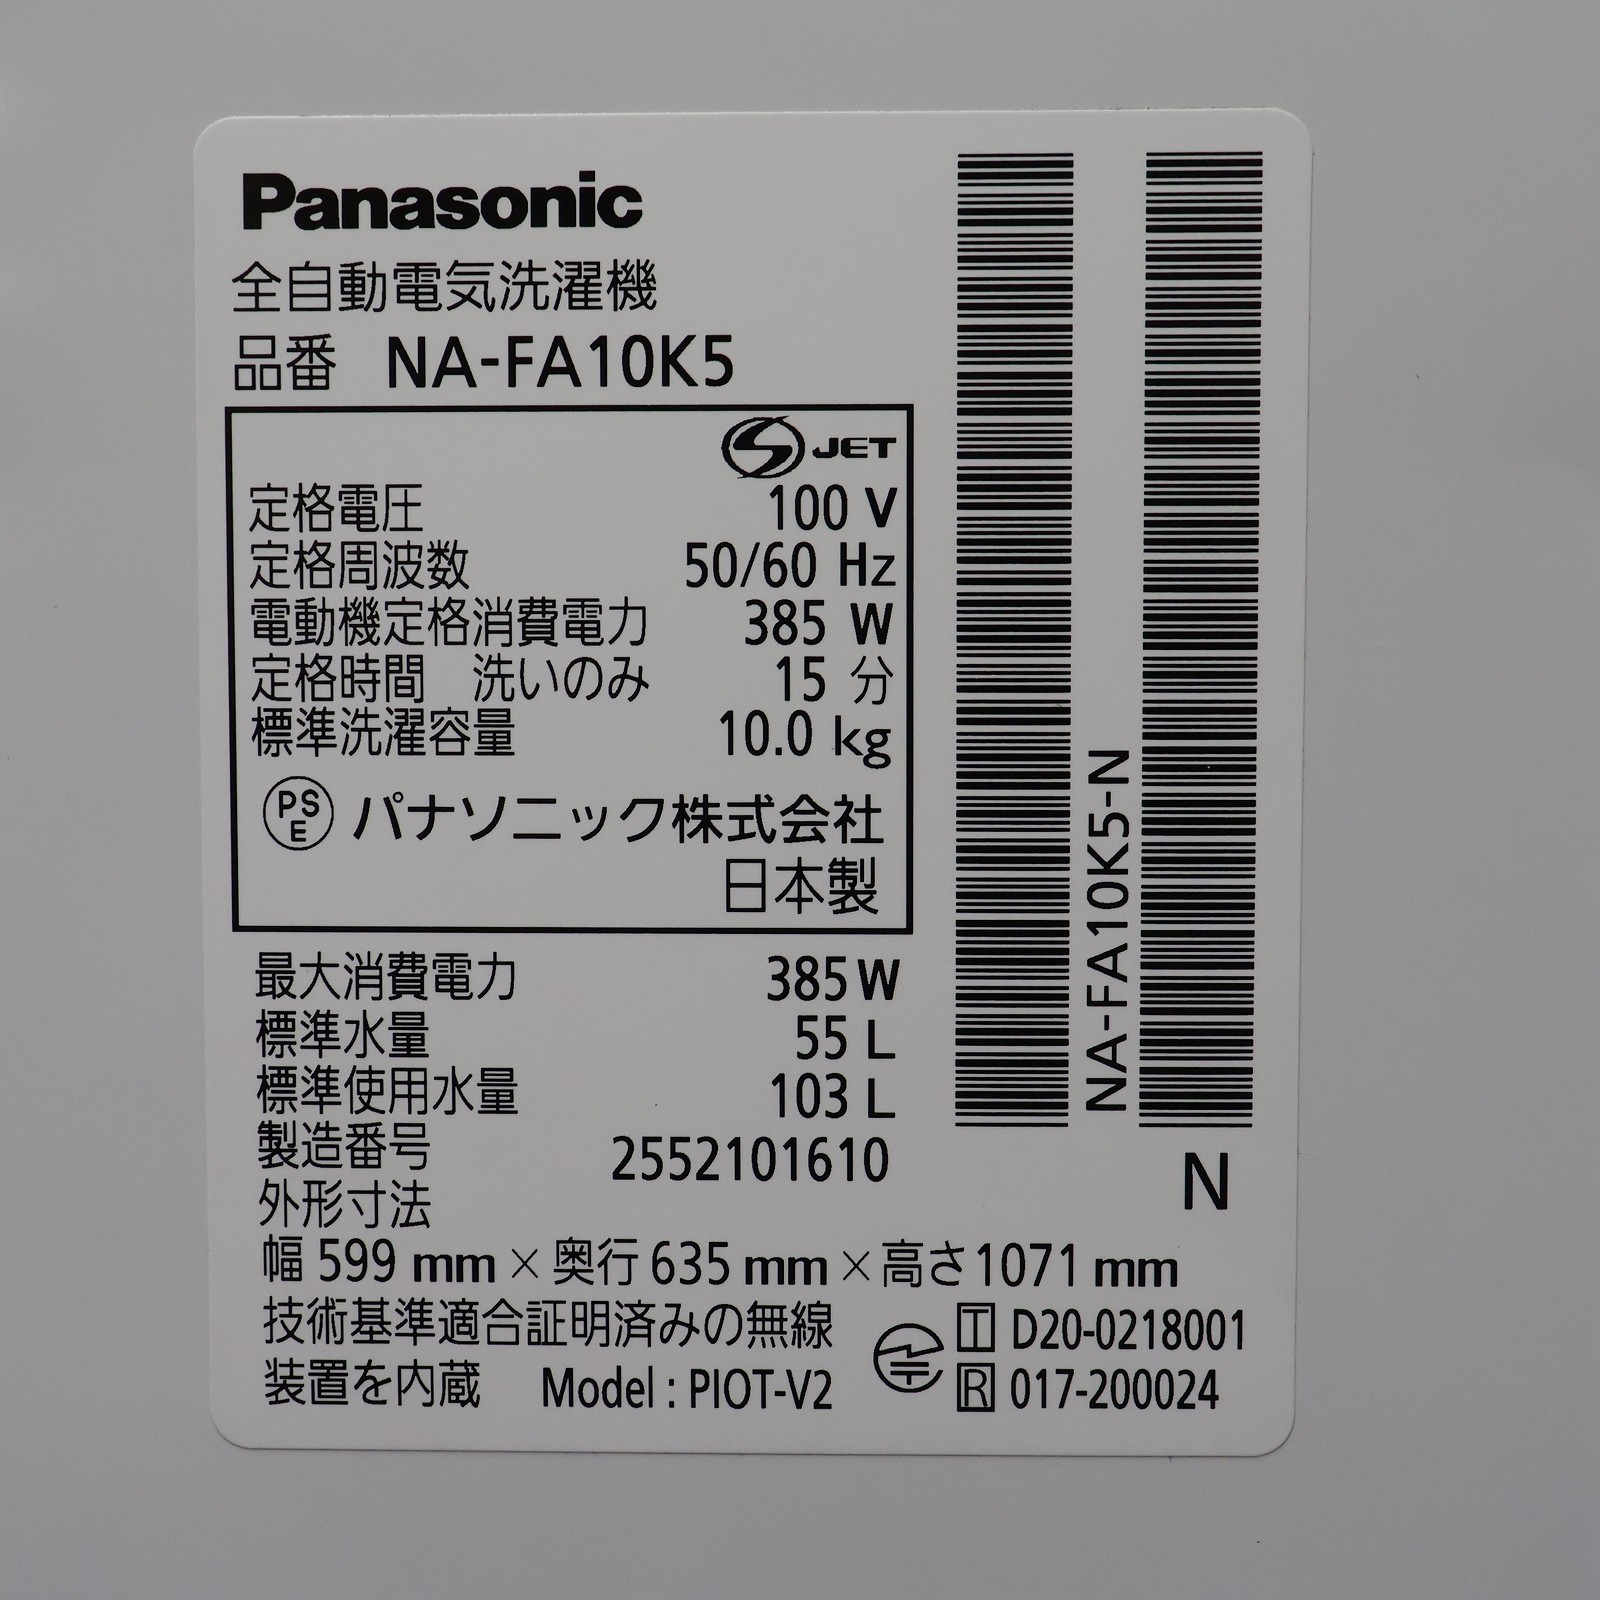 Panasonic
全自動電気洗濯機
品番 NA-FA10K5
S JET
定格電圧 100 V
定格周波数 50/60 Hz
電動機定格消費電力 385 W
定格時間 洗いのみ 15 分
標準洗濯容量 10.0 kg
PSE パナソニック株式会社
日本製
最大消費電力 385 W
標準水量 55 L
標準使用水量 103 L
製造番号 2552101610
外形寸法
幅 599 mm × 奥行 635 mm × 高さ 1071 mm
技術基準適合証明済みの無線
装置を内蔵 Model : PIOT-V2
T D20-0218001
R 017-200024
NA-FA10K5-N
N